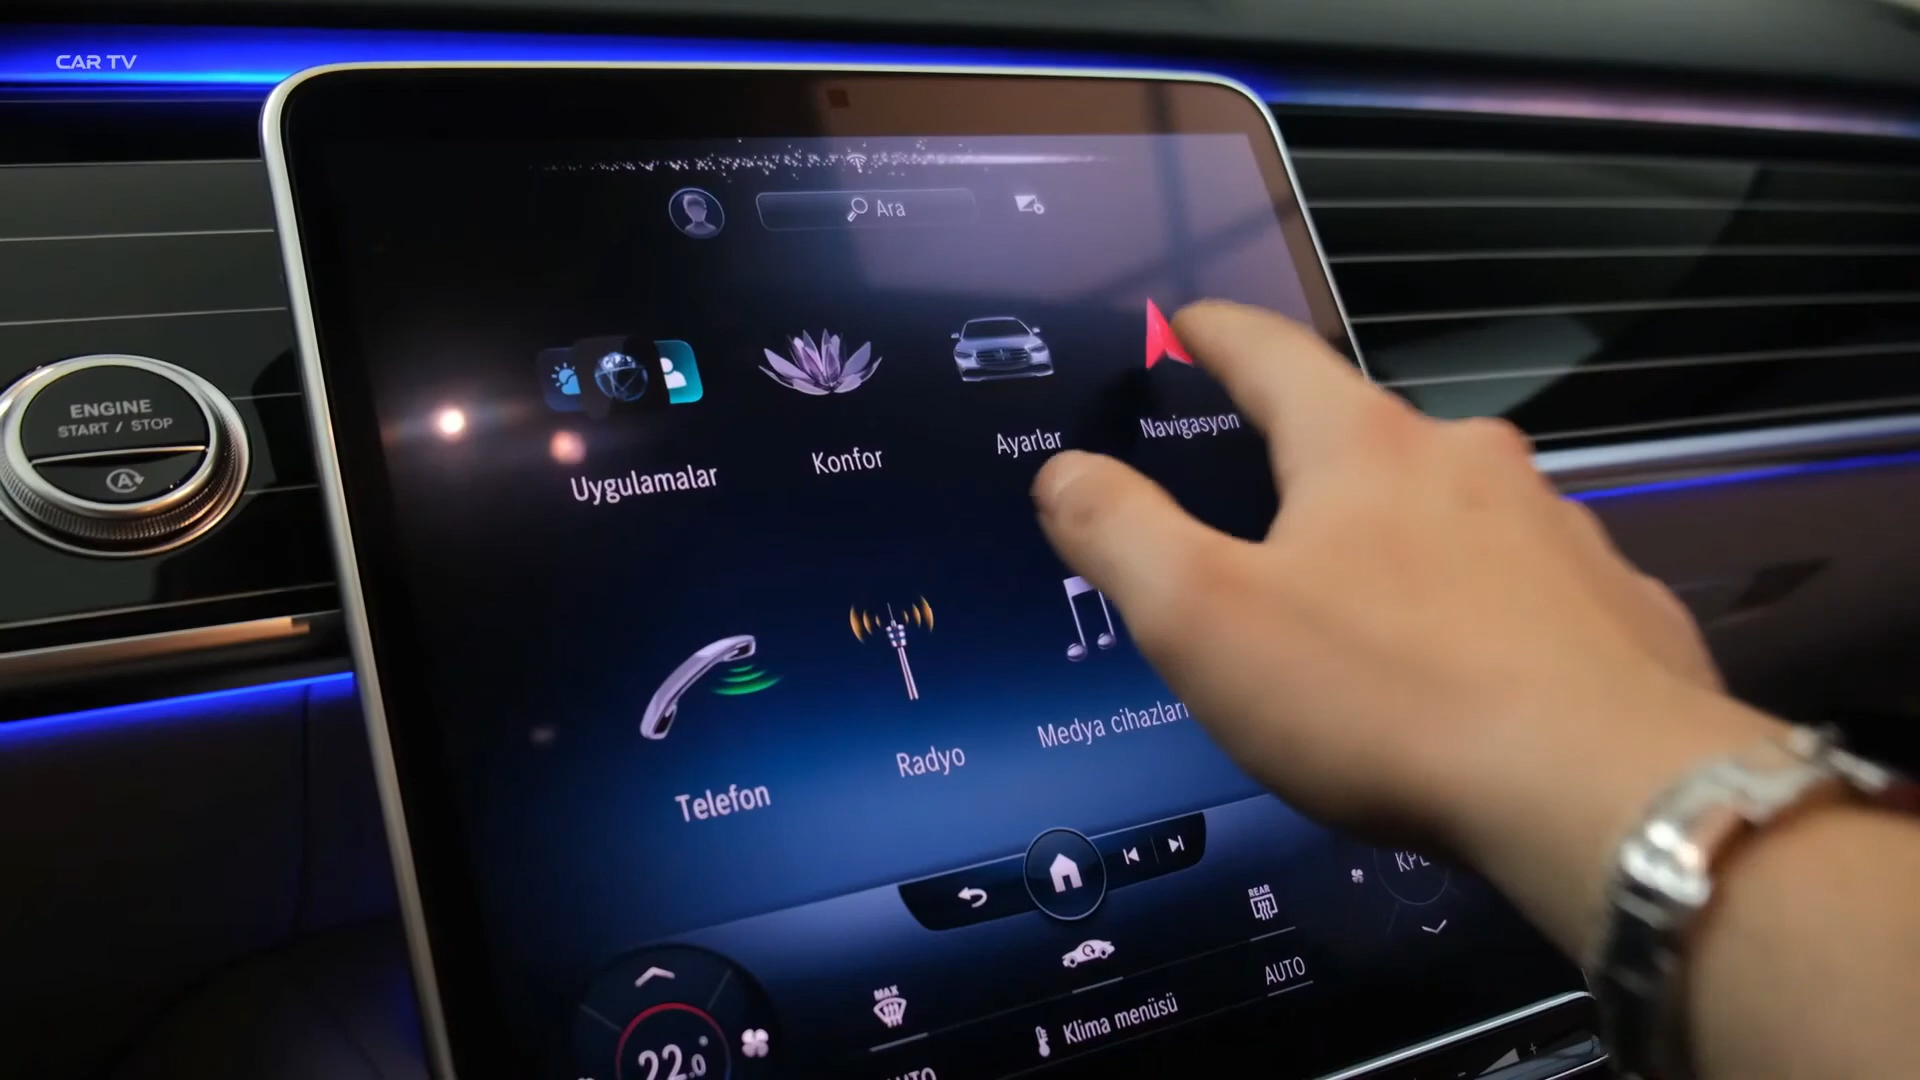 CAR TV
Ara
ENGINE
START / STOP
A
Uygulamalar
Konfor
Ayarlar
Navigasyon
Telefon
Radyo
Medya cihazları
REAR
MAX
AUTO
Klima menüsü
22.0°